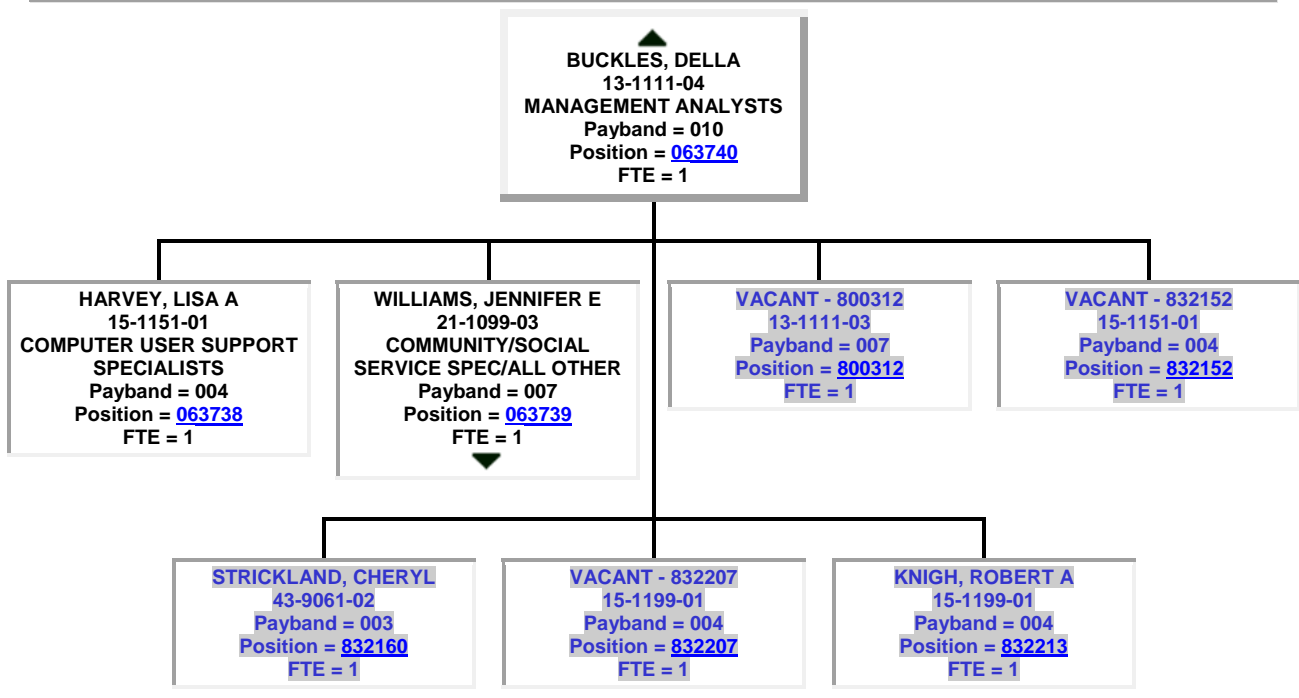 BUCKLES, DELLA
13-1111-04
MANAGEMENT ANALYSTS
Payband = 010
Position = 063740
FTE = 1
HARVEY, LISA A
15-1151-01
COMPUTER USER SUPPORT
SPECIALISTS
Payband = 004
Position = 063738
FTE = 1
WILLIAMS, JENNIFER E
21-1099-03
COMMUNITY/SOCIAL
SERVICE SPEC/ALL OTHER
Payband = 007
Position = 063739
FTE = 1
VACANT - 800312
13-1111-03
Payband = 007
Position = 800312
FTE = 1
VACANT - 832152
15-1151-01
Payband = 004
Position = 832152
FTE = 1
STRICKLAND, CHERYL
43-9061-02
Payband = 003
Position = 832160
FTE = 1
VACANT - 832207
15-1199-01
Payband = 004
Position = 832207
FTE = 1
KNIGH, ROBERT A
15-1199-01
Payband = 004
Position = 832213
FTE = 1